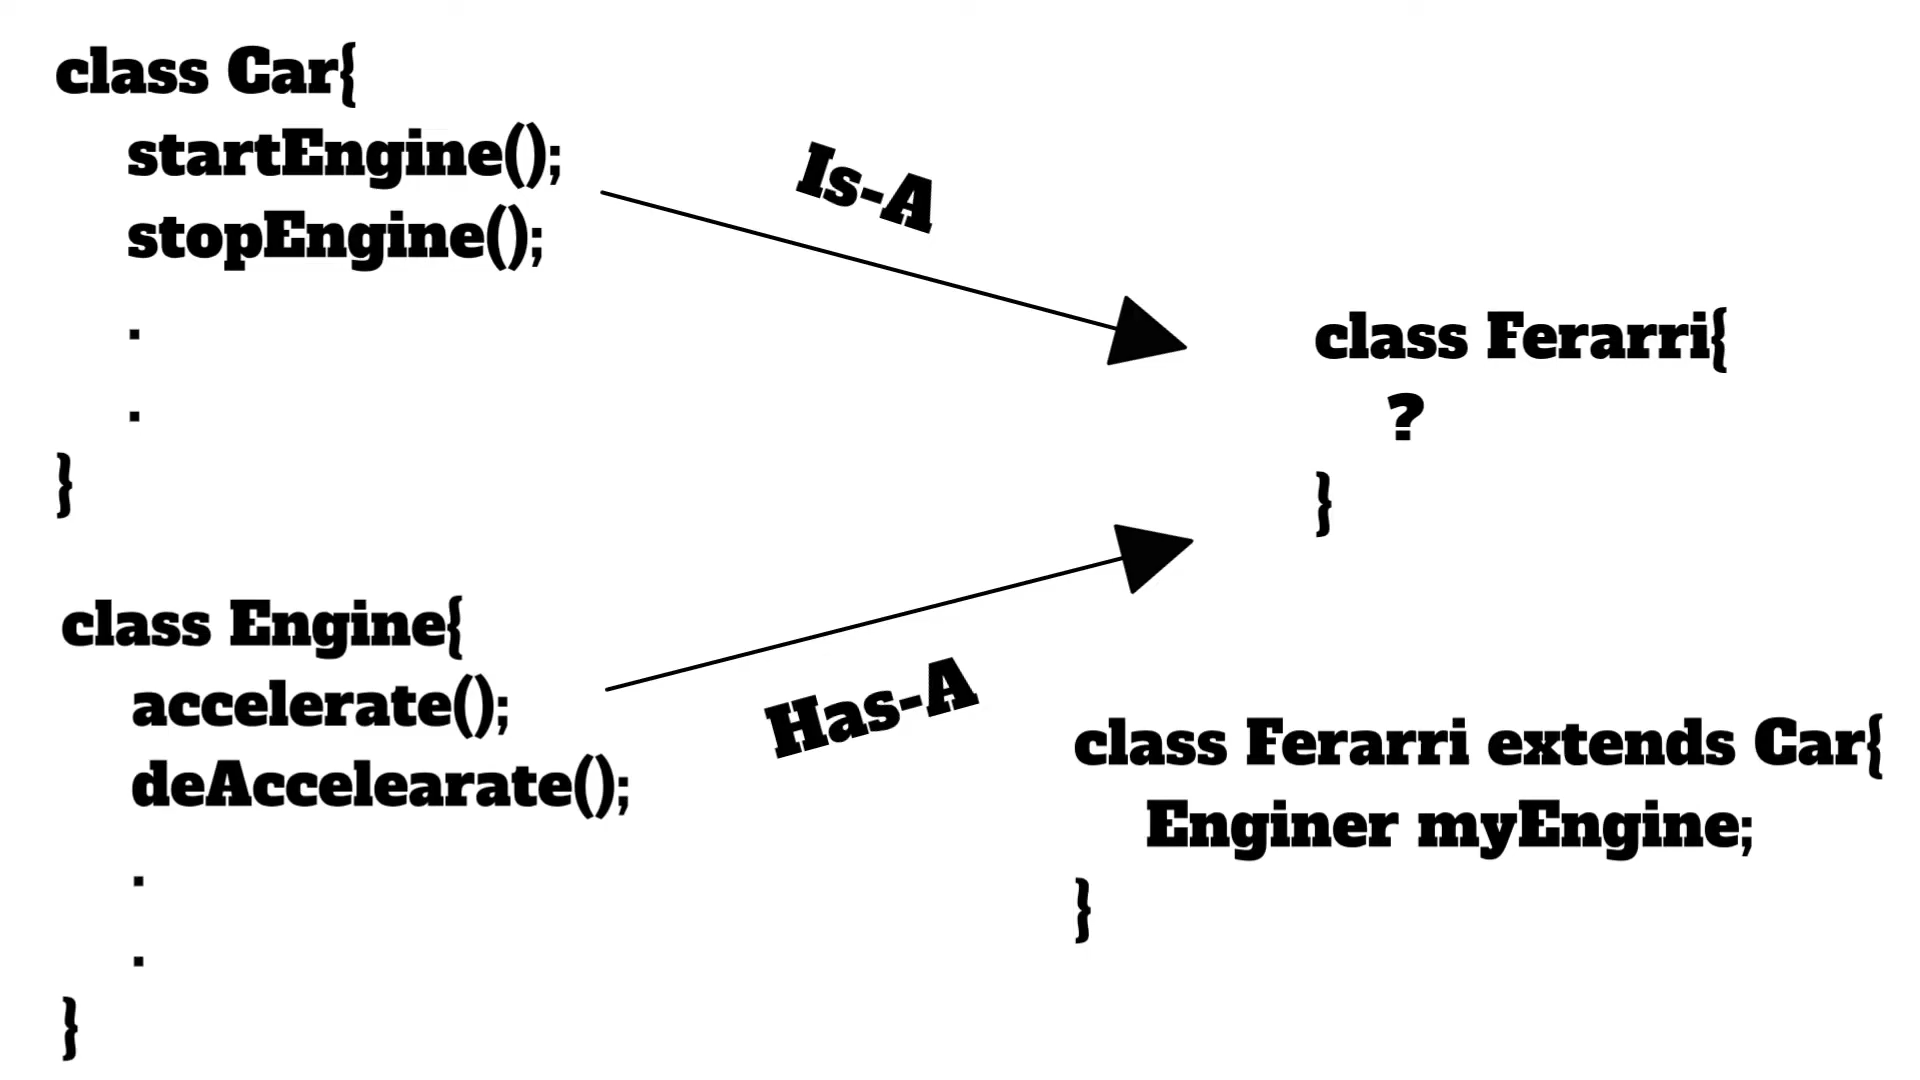 class Car{
startEngine();
stopEngine();
.
.
}
Is-A
class Ferarri{
?
}
class Engine{
accelerate();
deAccelearate();
.
.
}
Has-A
class Ferarri extends Car{
Enginer myEngine;
}